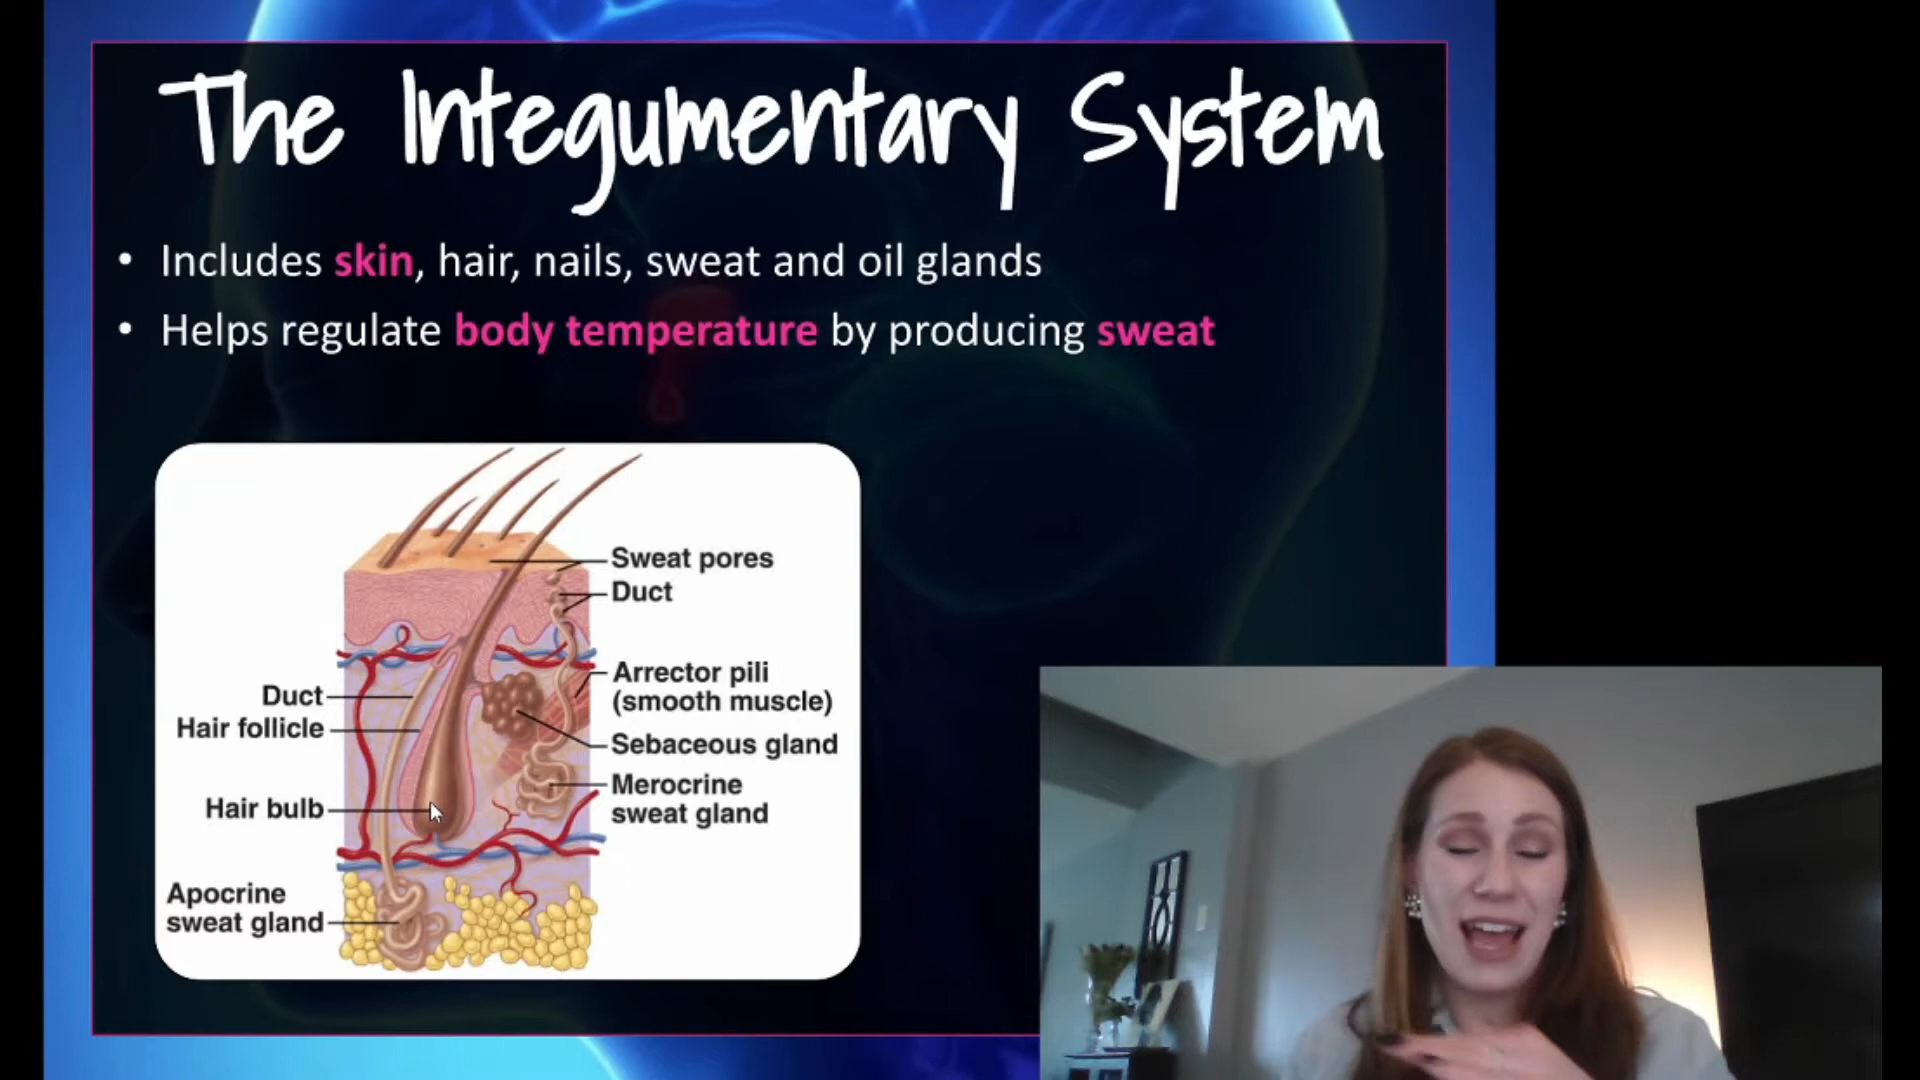 The Integumentary System
• Includes skin, hair, nails, sweat and oil glands
• Helps regulate body temperature by producing sweat
Sweat pores
Duct
Arrector pili
(smooth muscle)
Sebaceous gland
Merocrine
sweat gland
Duct
Hair follicle
Hair bulb
Apocrine
sweat gland